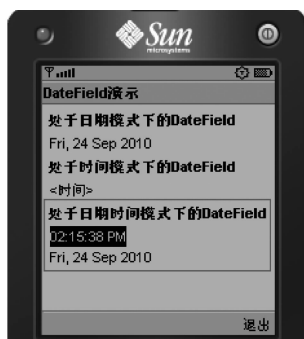 Sun
microsystems
DateField演示
处于日期模式下的DateField
Fri, 24 Sep 2010
处于时间模式下的DateField
<时间>
处于日期时间模式下的DateField
02:15:38 PM
Fri, 24 Sep 2010
退出